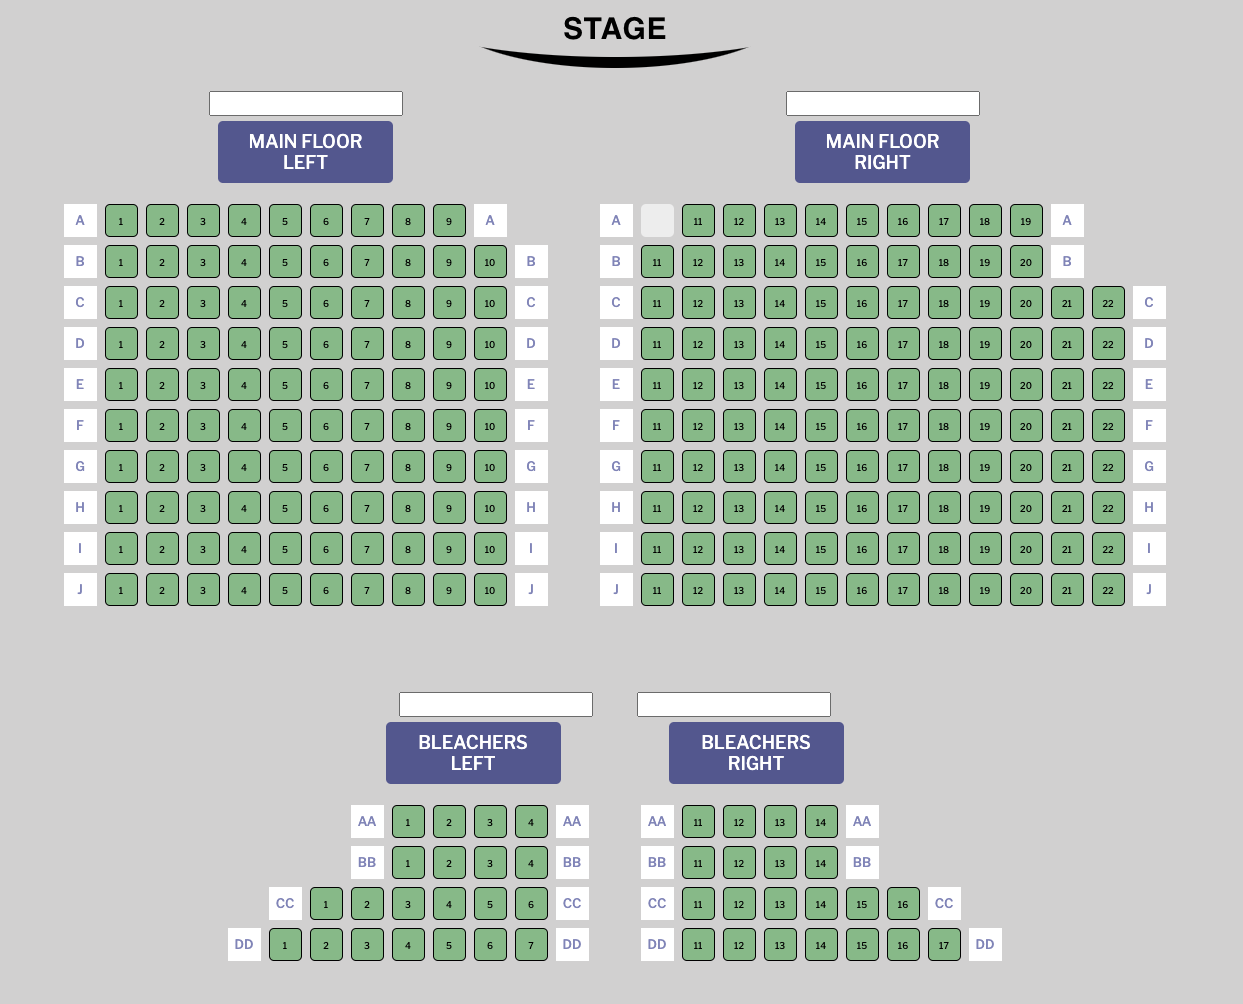 STAGE
MAIN FLOOR
LEFT
MAIN FLOOR
RIGHT
A 1 2 3 4 5 6 7 8 9 A
B 1 2 3 4 5 6 7 8 9 10 B
C 1 2 3 4 5 6 7 8 9 10 C
D 1 2 3 4 5 6 7 8 9 10 D
E 1 2 3 4 5 6 7 8 9 10 E
F 1 2 3 4 5 6 7 8 9 10 F
G 1 2 3 4 5 6 7 8 9 10 G
H 1 2 3 4 5 6 7 8 9 10 H
I 1 2 3 4 5 6 7 8 9 10 I
J 1 2 3 4 5 6 7 8 9 10 J
A 11 12 13 14 15 16 17 18 19 A
B 11 12 13 14 15 16 17 18 19 20 B
C 11 12 13 14 15 16 17 18 19 20 21 22 C
D 11 12 13 14 15 16 17 18 19 20 21 22 D
E 11 12 13 14 15 16 17 18 19 20 21 22 E
F 11 12 13 14 15 16 17 18 19 20 21 22 F
G 11 12 13 14 15 16 17 18 19 20 21 22 G
H 11 12 13 14 15 16 17 18 19 20 21 22 H
I 11 12 13 14 15 16 17 18 19 20 21 22 I
J 11 12 13 14 15 16 17 18 19 20 21 22 J
BLEACHERS
LEFT
BLEACHERS
RIGHT
AA 1 2 3 4 AA
BB 1 2 3 4 BB
CC 1 2 3 4 5 6 CC
DD 1 2 3 4 5 6 7 DD
AA 11 12 13 14 AA
BB 11 12 13 14 BB
CC 11 12 13 14 15 16 CC
DD 11 12 13 14 15 16 17 DD